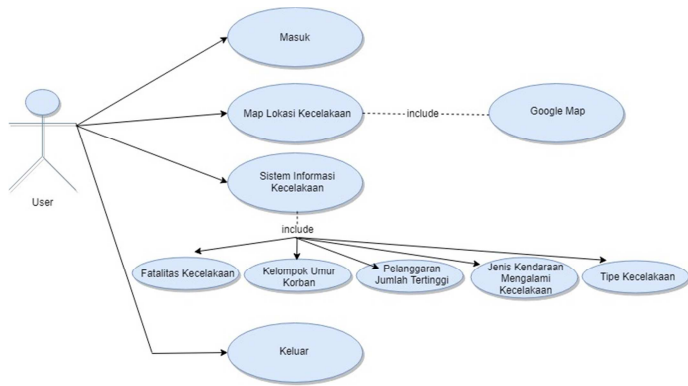 Masuk
Map Lokasi Kecelakaan
include
Google Map
User
Sistem Informasi
Kecelakaan
include
Fatalitas Kecelakaan
Kelompok Umur
Korban
Pelanggaran
Jumlah Tertinggi
Jenis Kendaraan
Mengalami
Kecelakaan
Tipe Kecelakaan
Keluar